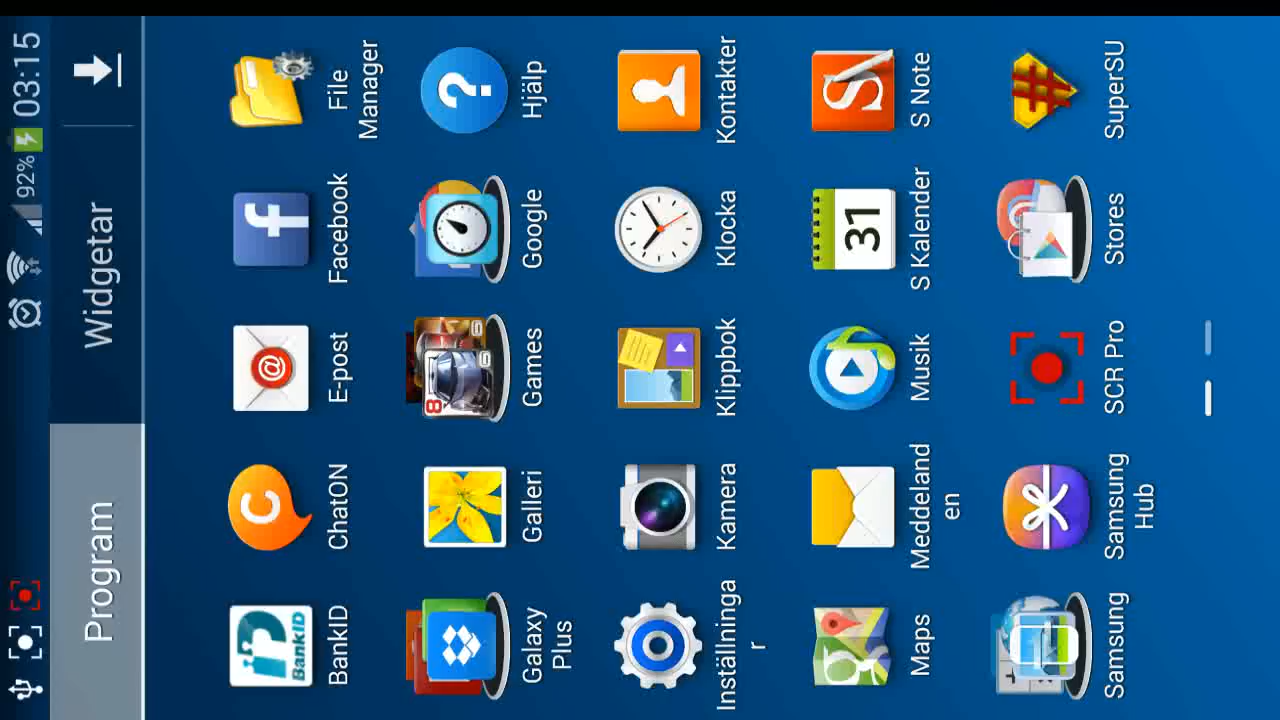 92% 03:15
Program
Widgetar
BankID
BankID
ChatON
E-post
Facebook
File
Manager
Galaxy
Plus
Galleri
Games
Google
Hjälp
Inställninga
r
Kamera
Klippbok
Klocka
Kontakter
Maps
Meddeland
en
Musik
31
S Kalender
S Note
Samsung
Samsung
Hub
SCR Pro
Stores
SuperSU